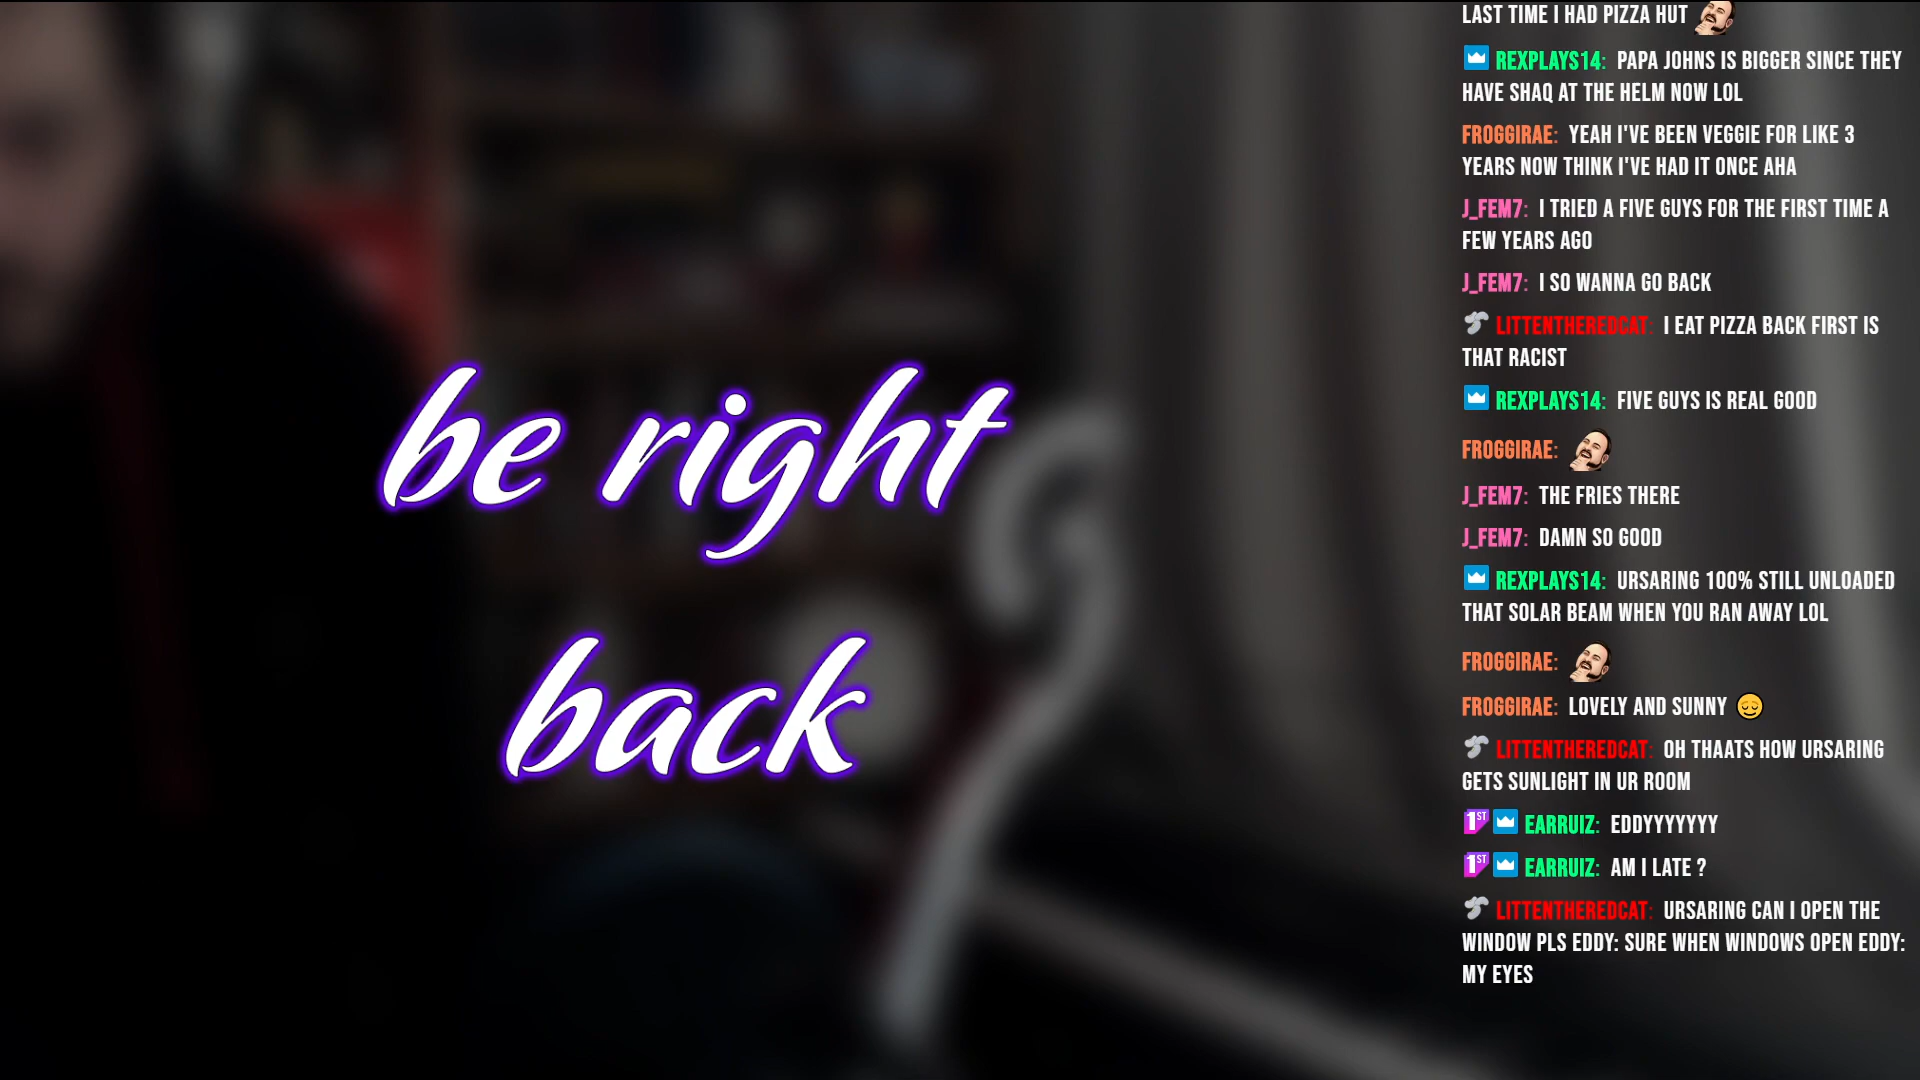 be right
back
LAST TIME I HAD PIZZA HUT
REXPLAYS14: PAPA JOHNS IS BIGGER SINCE THEY
HAVE SHAQ AT THE HELM NOW LOL
FROGGIRAE: YEAH I'VE BEEN VEGGIE FOR LIKE 3
YEARS NOW THINK I'VE HAD IT ONCE AHA
J_FEM7: I TRIED A FIVE GUYS FOR THE FIRST TIME A
FEW YEARS AGO
J_FEM7: I SO WANNA GO BACK
LITTENTHEREDCAT: I EAT PIZZA BACK FIRST IS
THAT RACIST
REXPLAYS14: FIVE GUYS IS REAL GOOD
FROGGIRAE:
J_FEM7: THE FRIES THERE
J_FEM7: DAMN SO GOOD
REXPLAYS14: URSARING 100% STILL UNLOADED
THAT SOLAR BEAM WHEN YOU RAN AWAY LOL
FROGGIRAE:
FROGGIRAE: LOVELY AND SUNNY
LITTENTHEREDCAT: OH THAATS HOW URSARING
GETS SUNLIGHT IN UR ROOM
1ST EARRUIZ: EDDYYYYYYY
1ST EARRUIZ: AM I LATE ?
LITTENTHEREDCAT: URSARING CAN I OPEN THE
WINDOW PLS EDDY: SURE WHEN WINDOWS OPEN EDDY:
MY EYES